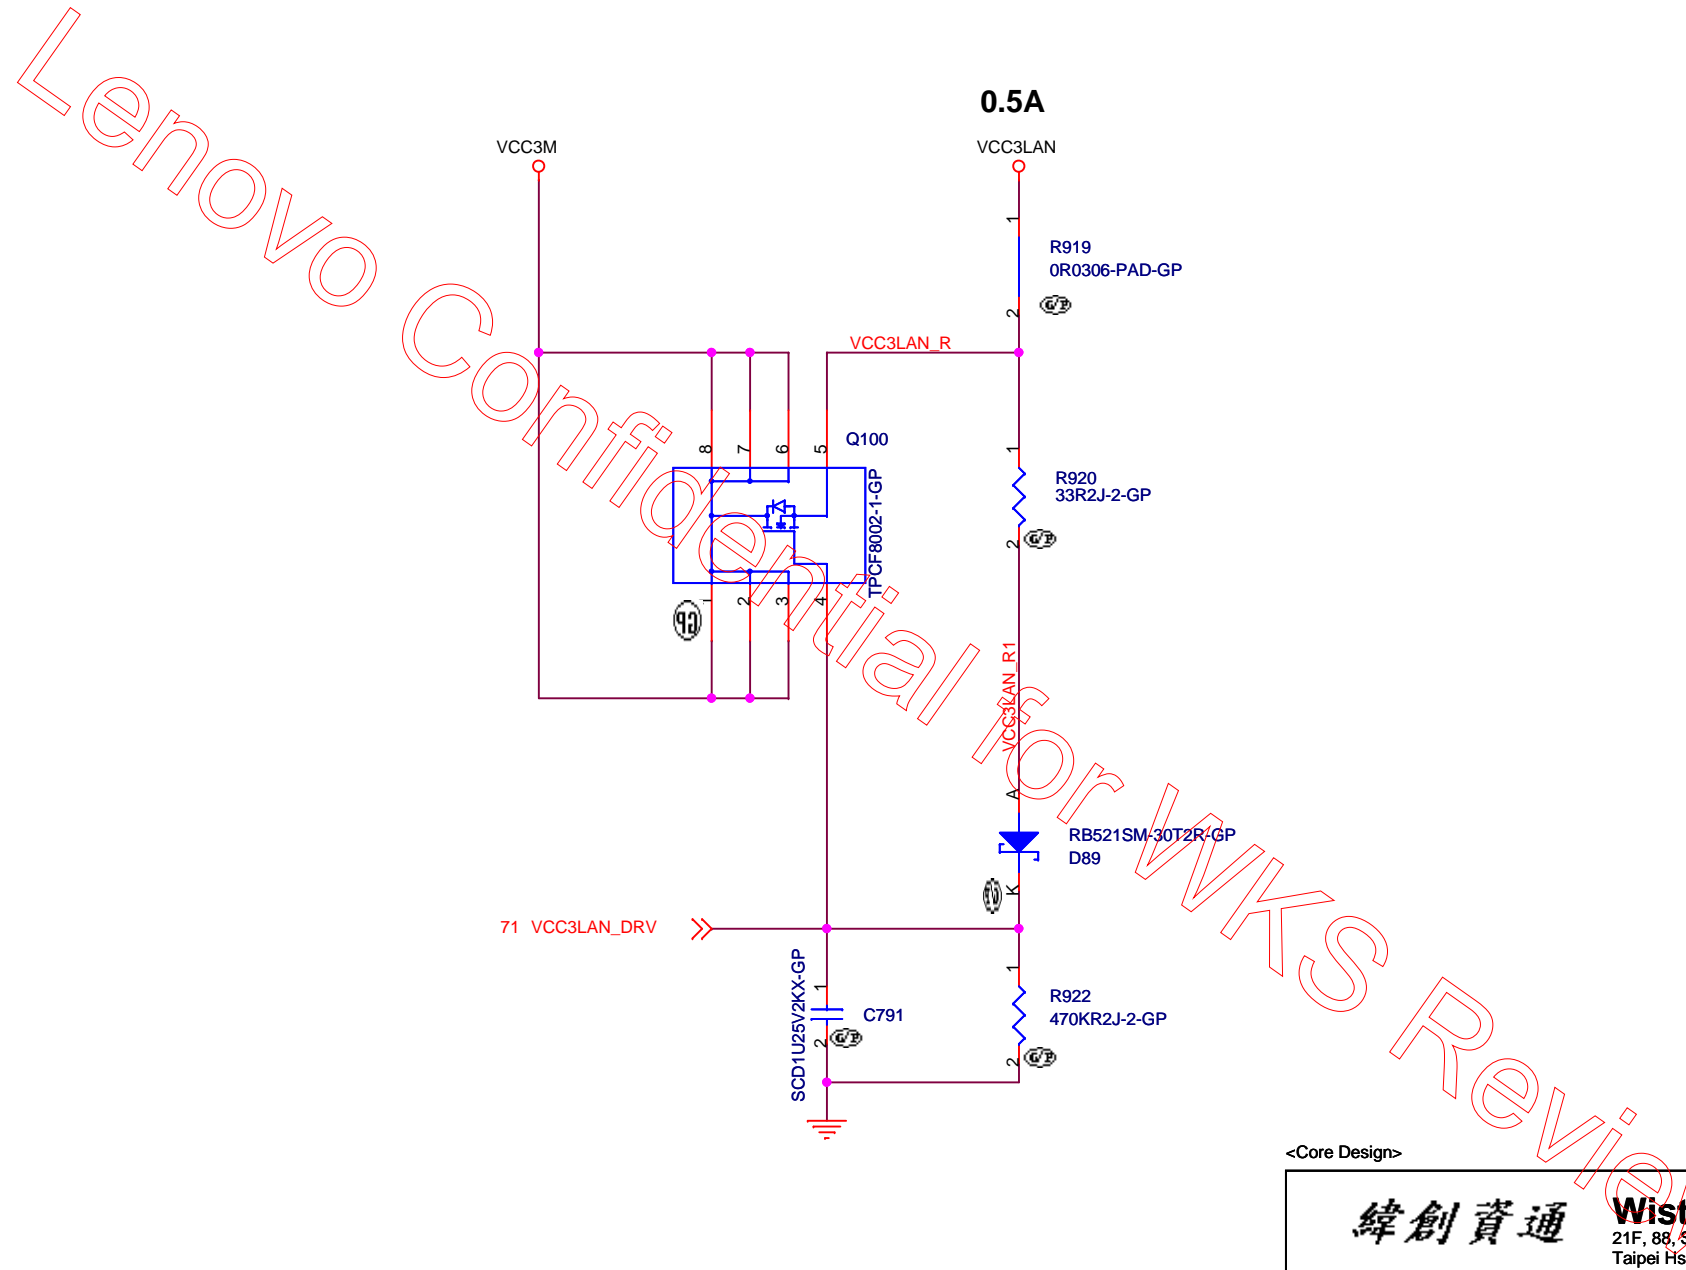 Lenovo Confidential for WKS Review
0.5A
VCC3M
VCC3LAN
1
R919
0R0306-PAD-GP
2
G/P
VCC3LAN_R
8
7
6
5
Q100
TPCF8002-1-GP
1
2
3
4
GP
1
R920
33R2J-2-GP
2
G/P
VCC3LAN_R1
A
RB521SM-30T2R-GP
D89
K
71 VCC3LAN_DRV
SCD1U25V2KX-GP
1
C791
2
G/P
1
R922
470KR2J-2-GP
2
G/P
<Core Design>
緯創資通
Wist
21F, 88, S
Taipei Hs